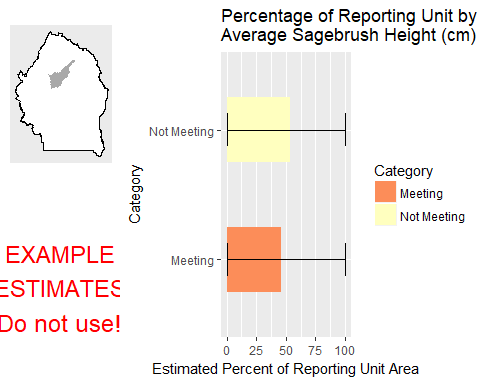 Percentage of Reporting Unit by
Average Sagebrush Height (cm)
Not Meeting
Meeting
Category
0 25 50 75 100
Estimated Percent of Reporting Unit Area
Category
Meeting
Not Meeting
EXAMPLE
ESTIMATES
Do not use!